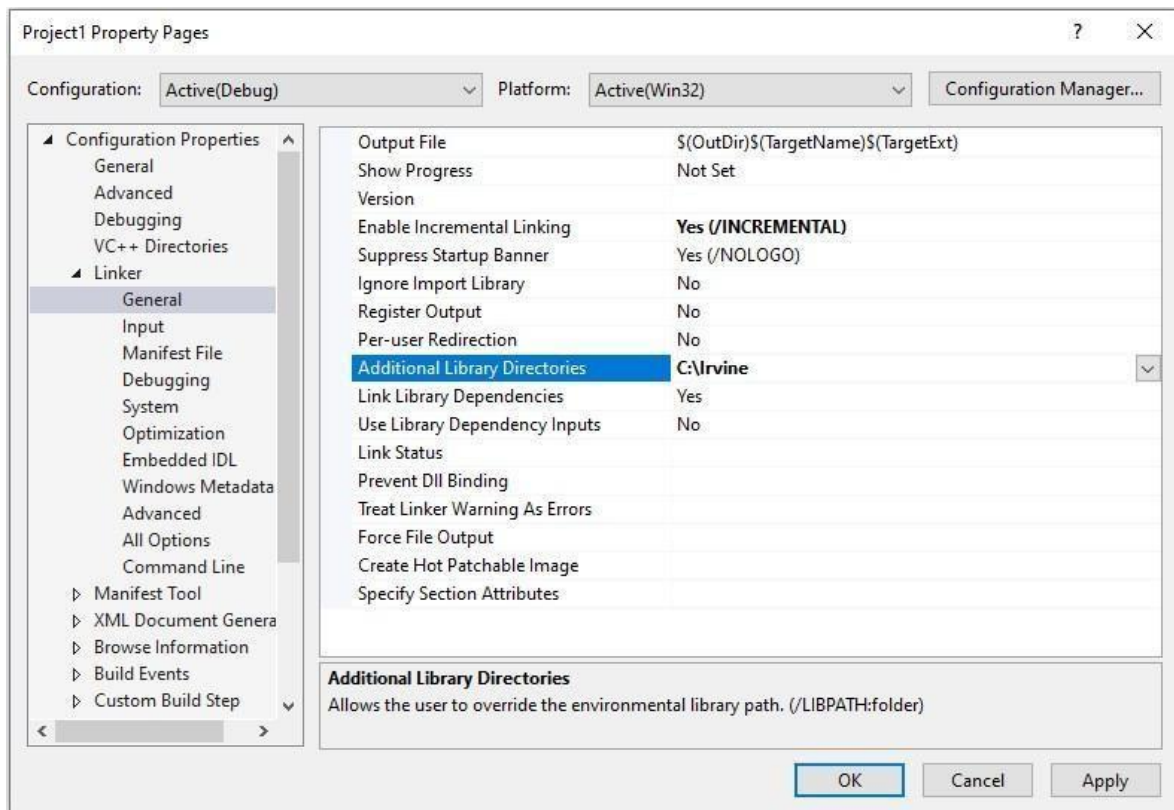 Project1 Property Pages
?
Configuration: Active(Debug) Platform: Active(Win32) Configuration Manager...
Configuration Properties
General
Advanced
Debugging
VC++ Directories
Linker
General
Input
Manifest File
Debugging
System
Optimization
Embedded IDL
Windows Metadata
Advanced
All Options
Command Line
Manifest Tool
XML Document Genera
Browse Information
Build Events
Custom Build Step
Output File $(OutDir)$(TargetName)$(TargetExt)
Show Progress Not Set
Version
Enable Incremental Linking Yes (/INCREMENTAL)
Suppress Startup Banner Yes (/NOLOGO)
Ignore Import Library No
Register Output No
Per-user Redirection No
Additional Library Directories C:\Irvine
Link Library Dependencies Yes
Use Library Dependency Inputs No
Link Status
Prevent Dll Binding
Treat Linker Warning As Errors
Force File Output
Create Hot Patchable Image
Specify Section Attributes
Additional Library Directories
Allows the user to override the environmental library path. (/LIBPATH:folder)
OK Cancel Apply